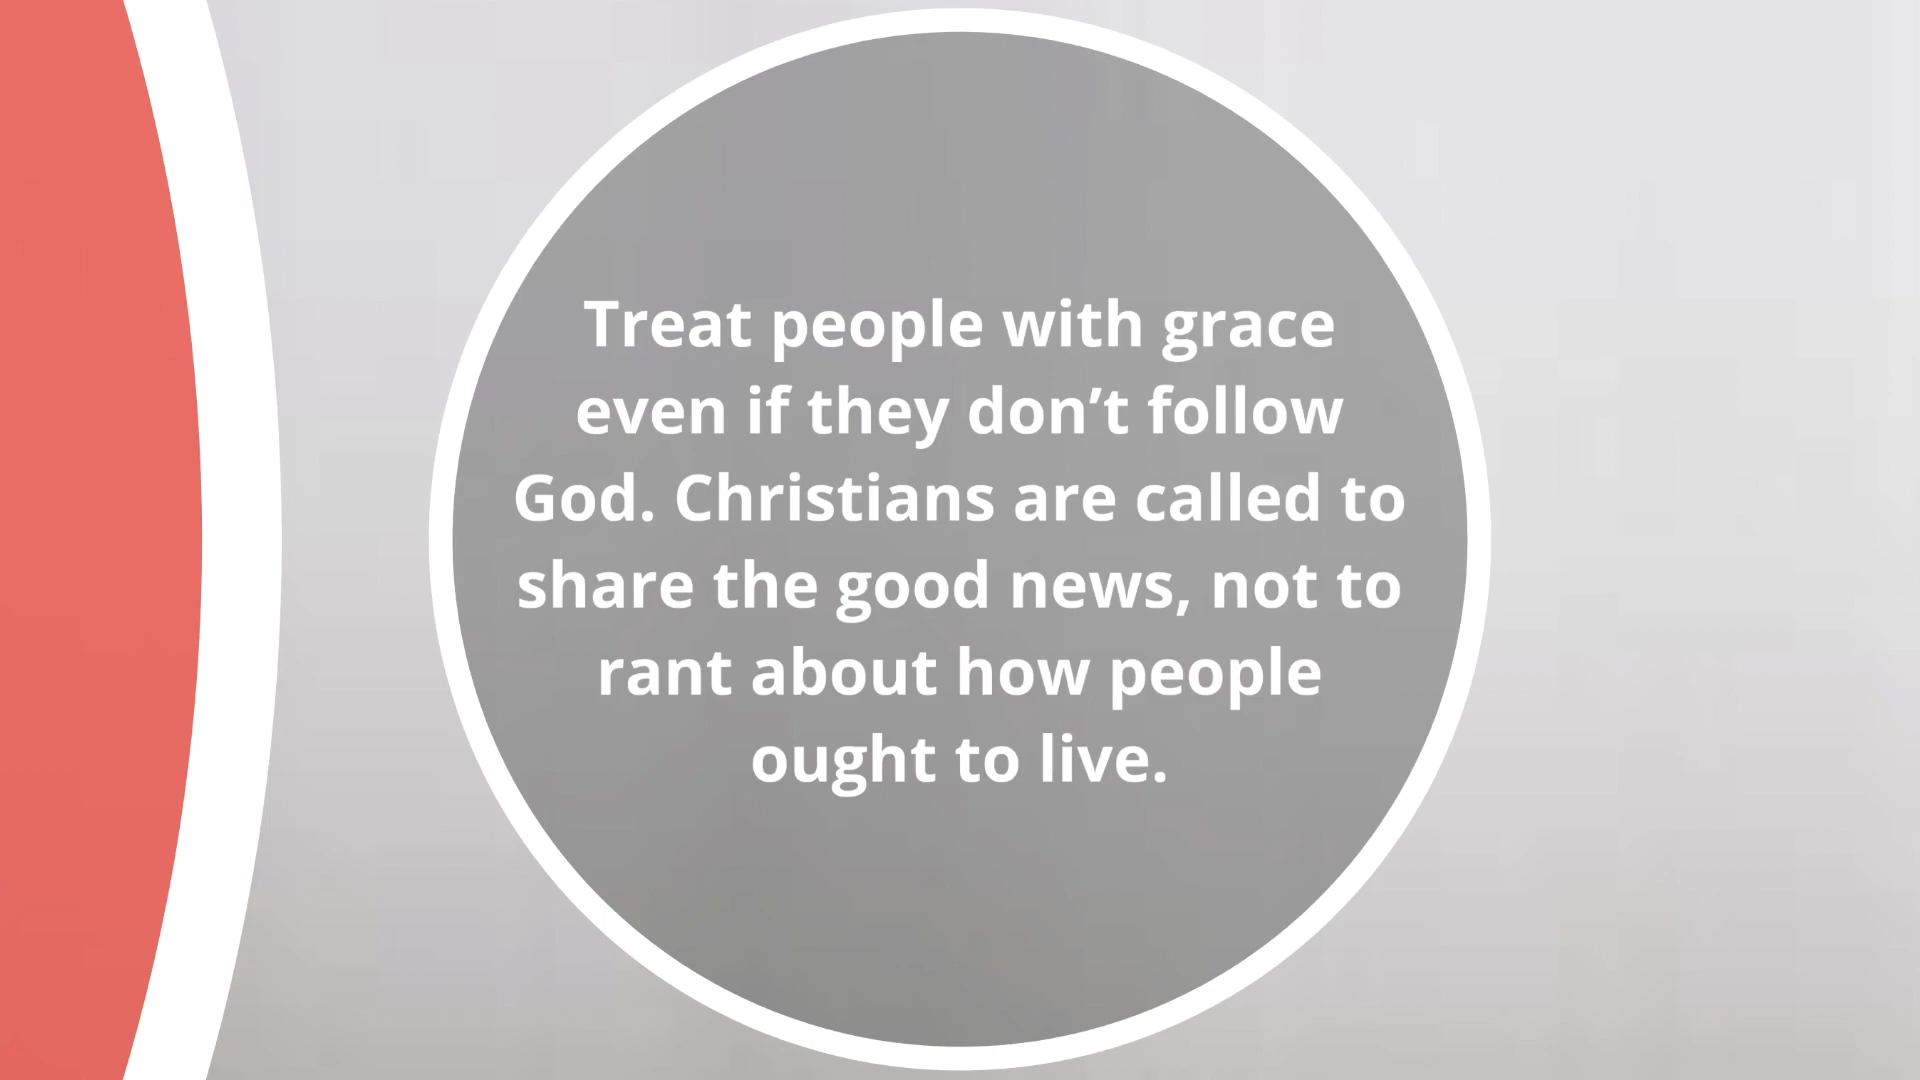 Treat people with grace
even if they don’t follow
God. Christians are called to
share the good news, not to
rant about how people
ought to live.